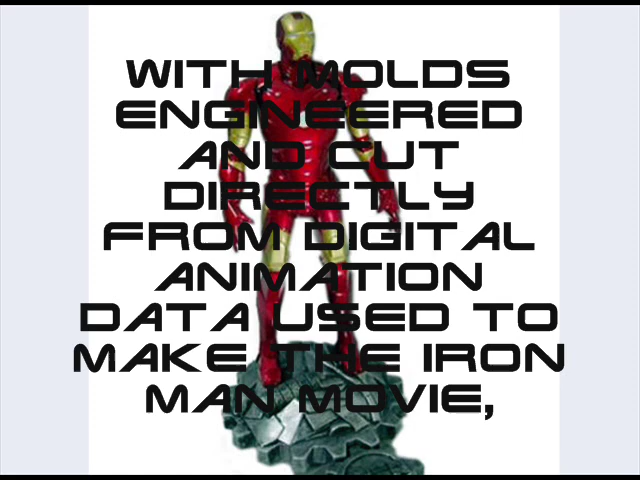 WITH MOLDS
ENGINEERED
AND CUT
DIRECTLY
FROM DIGITAL
ANIMATION
DATA USED TO
MAKE THE IRON
MAN MOVIE,